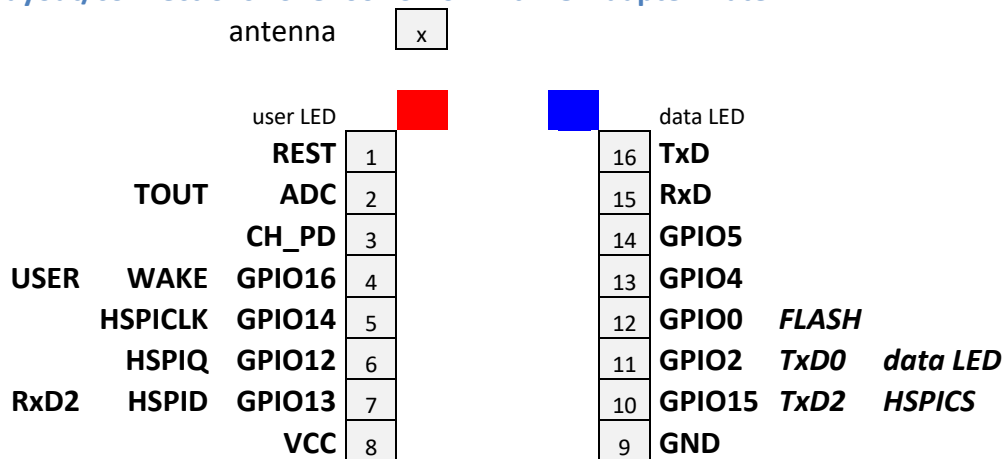 antenna x
user LED data LED
REST 1 16 TxD
TOUT ADC 2 15 RxD
CH_PD 3 14 GPIO5
USER WAKE GPIO16 4 13 GPIO4
HSPICLK GPIO14 5 12 GPIO0 FLASH
HSPIQ GPIO12 6 11 GPIO2 TxD0 data LED
RxD2 HSPID GPIO13 7 10 GPIO15 TxD2 HSPICS
VCC 8 9 GND